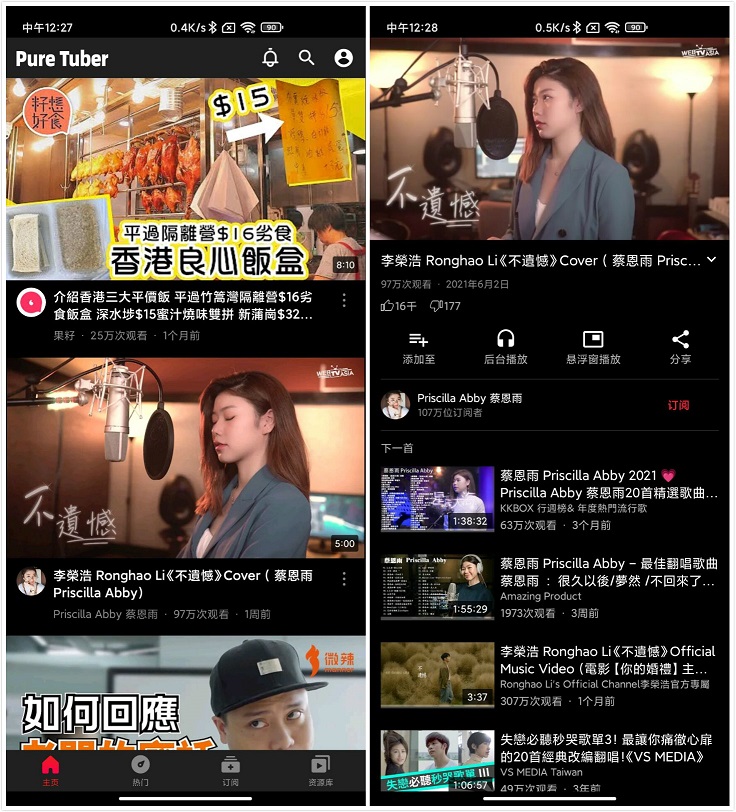 中午12:27
0.4K/s
90
Pure Tuber
籽想
好食
$15
平過隔離營$16劣食
香港良心飯盒
8:10
介紹香港三大平價飯 平過竹篙灣隔離營$16劣
食飯盒 深水埗$15蜜汁燒味雙拼 新蒲崗$32...
果籽 · 25万次观看 · 1个月前
WEBTVASIA
不遺憾
5:00
李榮浩 Ronghao Li《不遺憾》Cover ( 蔡恩雨
Priscilla Abby)
Priscilla Abby 蔡恩雨 · 97万次观看 · 1周前
微辣
如何回應
主页
热门
订阅
资源库
中午12:28
0.5K/s
90
WEBTVASIA
不遺憾
李榮浩 Ronghao Li《不遺憾》Cover ( 蔡恩雨 Prisc...
97万次观看 · 2021年6月2日
16千
177
添加至
后台播放
悬浮窗播放
分享
Priscilla Abby 蔡恩雨
107万位订阅者
订阅
下一首
蔡恩雨 Priscilla Abby
1:38:32
蔡恩雨 Priscilla Abby 2021 💗
Priscilla Abby 蔡恩雨20首精選歌曲...
KKBOX 行週榜& 年度熱門流行歌
63万次观看 · 3个月前
蔡恩雨 Priscilla Abby
1:55:29
蔡恩雨 Priscilla Abby – 最佳翻唱歌曲
蔡恩雨 : 很久以後/夢然 /不回來了...
Amazing Product
1973次观看 · 3周前
3:37
李榮浩 Ronghao Li《不遺憾》Official
Music Video (電影【你的婚禮】主...
Ronghao Li's Official Channel李榮浩官方專屬
307万次观看 · 1个月前
失戀必聽秒哭歌單III
1:06:57
失戀必聽秒哭歌單3! 最讓你痛徹心扉
的20首經典改編翻唱!《VS MEDIA》
VS MEDIA Taiwan
49万次观看 · 3年前